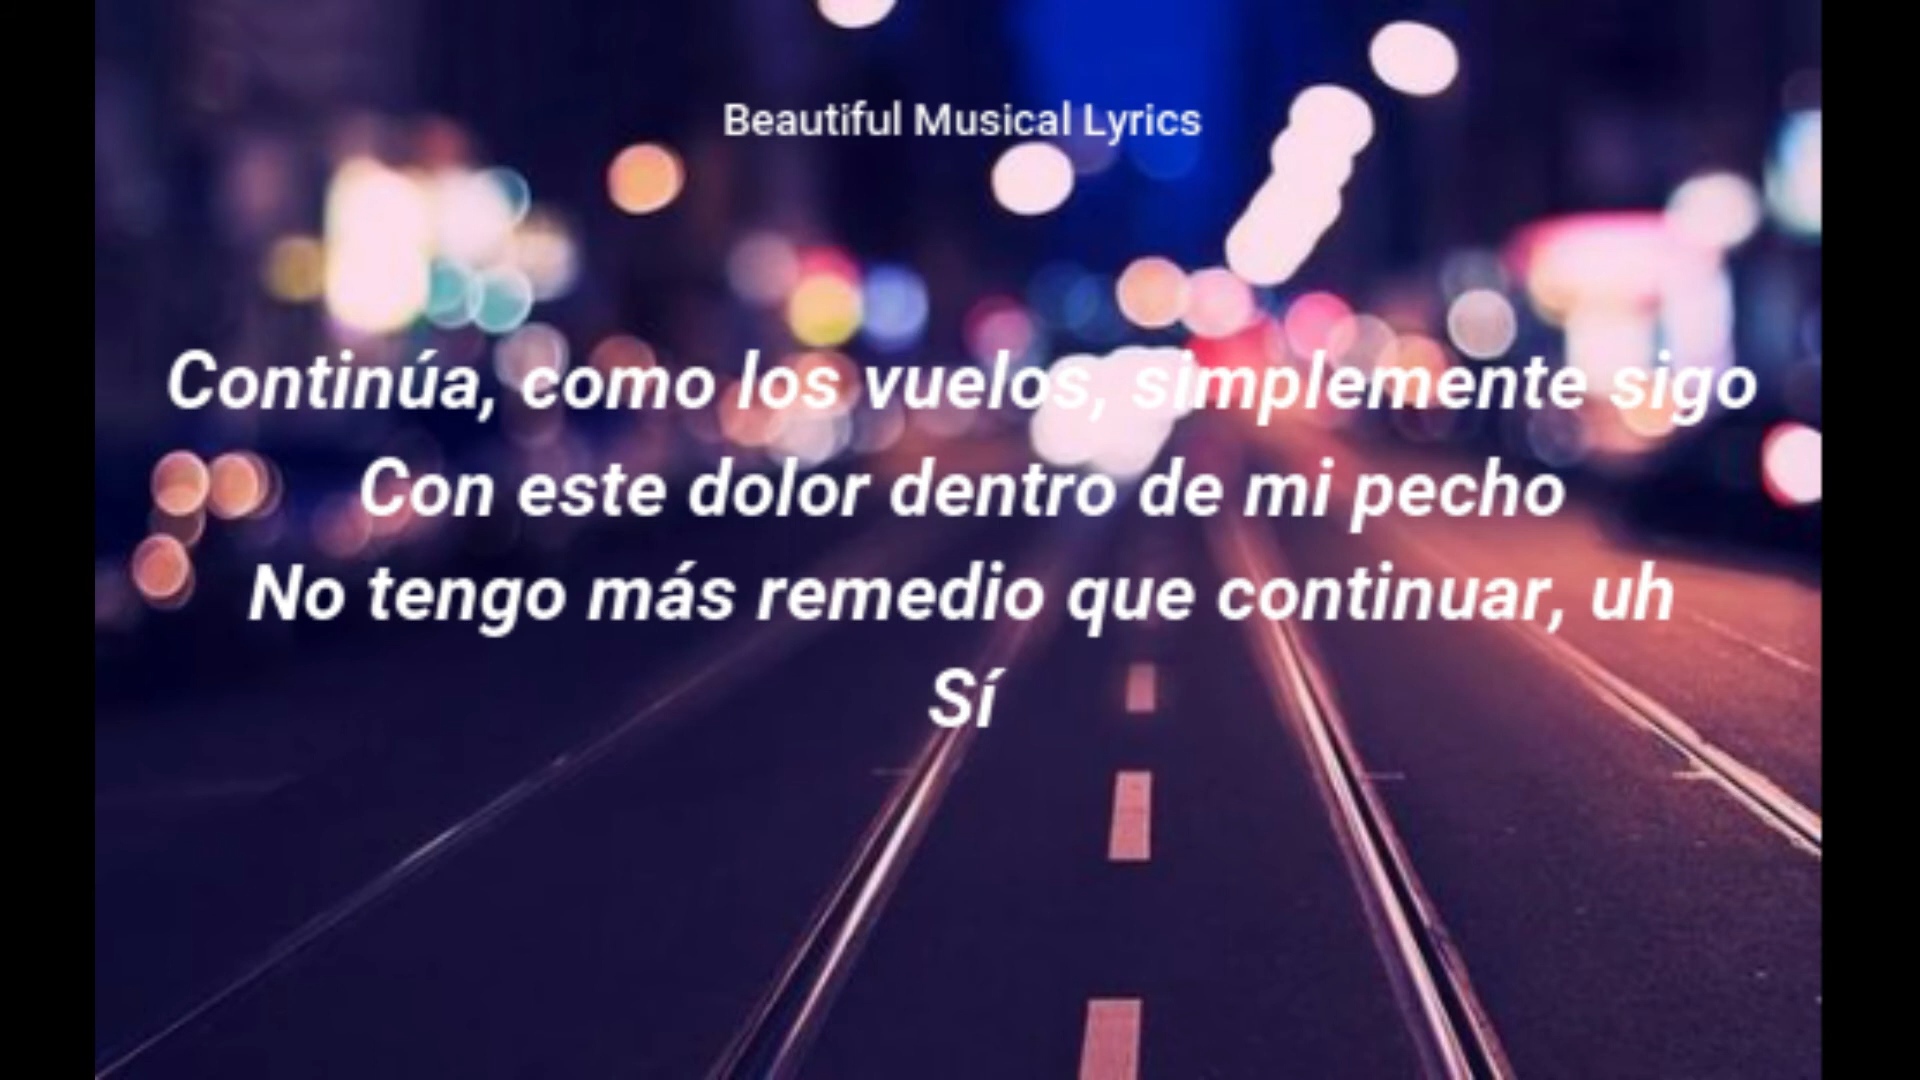 Beautiful Musical Lyrics
Continúa, como los vuelos, simplemente sigo
Con este dolor dentro de mi pecho
No tengo más remedio que continuar, uh
Sí